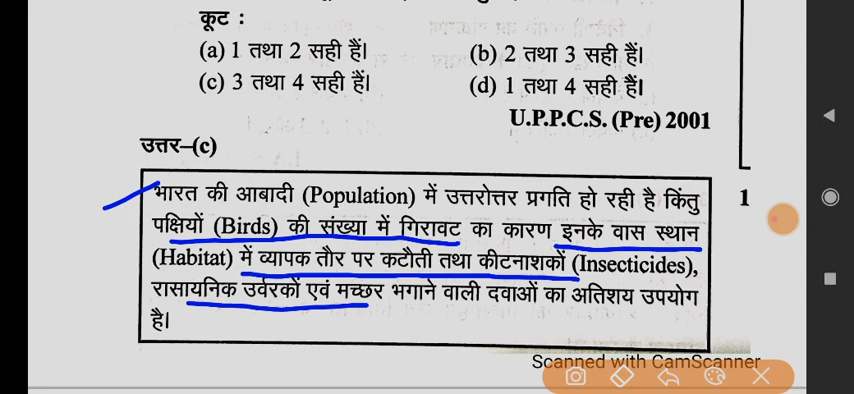 कूट :
(a) 1 तथा 2 सही हैं।
(b) 2 तथा 3 सही हैं।
(c) 3 तथा 4 सही हैं।
(d) 1 तथा 4 सही हैं।
U.P.P.C.S. (Pre) 2001
उत्तर–(c)
भारत की आबादी (Population) में उत्तरोत्तर प्रगति हो रही है किंतु
पक्षियों (Birds) की संख्या में गिरावट का कारण इनके वास स्थान
(Habitat) में व्यापक तौर पर कटौती तथा कीटनाशकों (Insecticides),
रासायनिक उर्वरकों एवं मच्छर भगाने वाली दवाओं का अतिशय उपयोग
है।
1
Scanned with CamScanner